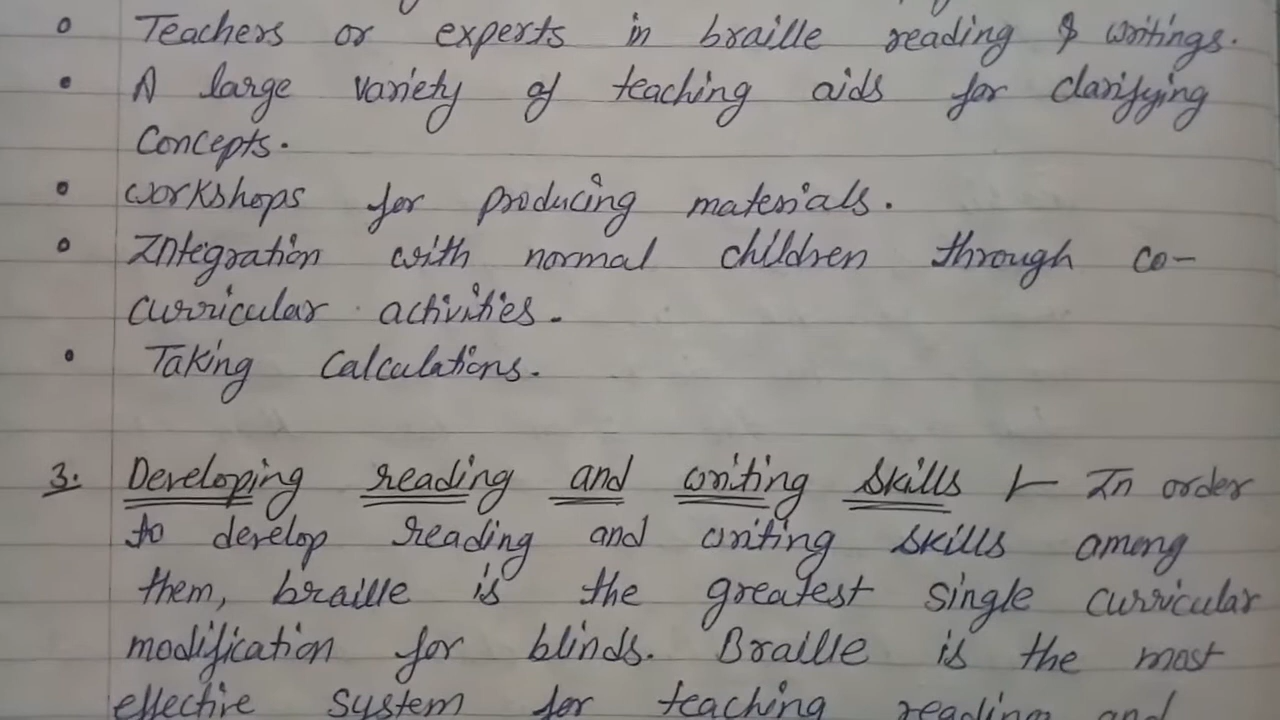 • Teachers or experts in braille reading & writings.
• A large variety of teaching aids for clarifying
concepts.
• workshops for producing materials.
• Integration with normal children through co-
curricular activities.
• Taking Calculations.
3. Developing reading and writing skills :- In order
to develop reading and writing skills among
them, braille is the greatest single curricular
modification for blinds. Braille is the most
effective system for teaching reading and